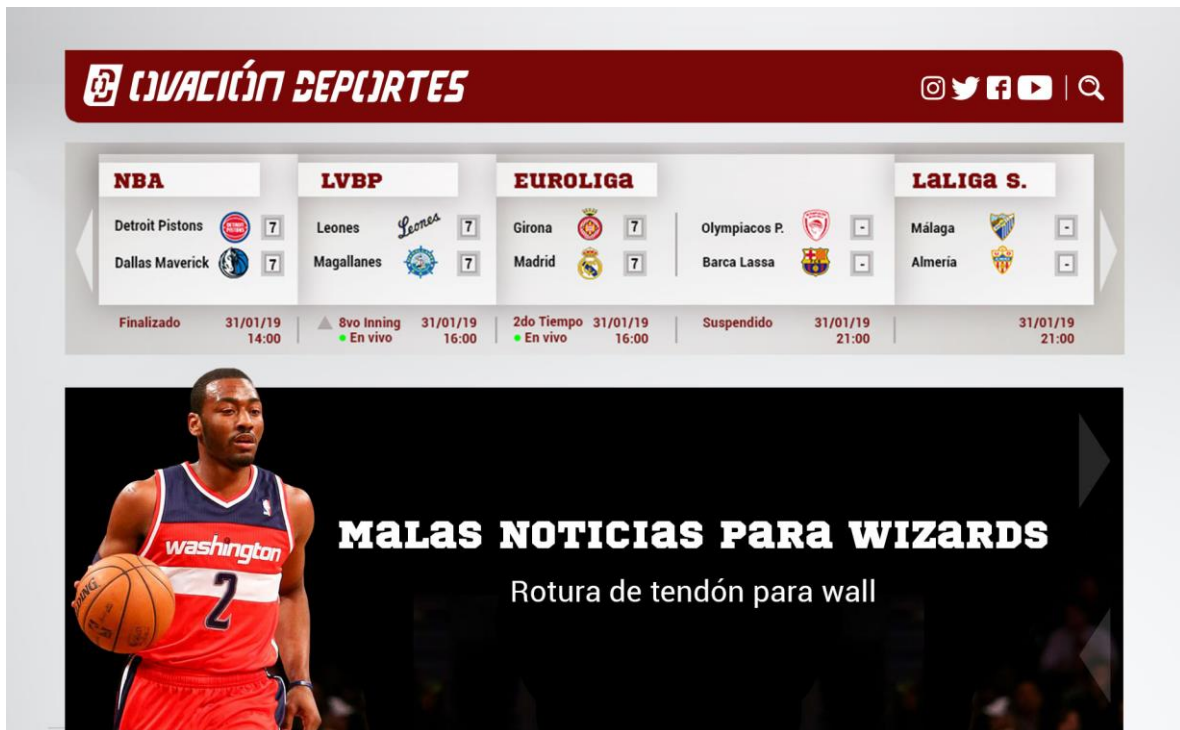 OVACIÓN DEPORTES
NBA
Detroit Pistons 7
Dallas Maverick 7
Finalizado 31/01/19
14:00
LVBP
Leones Leones 7
Magallanes 7
8vo Inning 31/01/19
En vivo 16:00
EUROLIGA
Girona 7
Madrid 7
2do Tiempo 31/01/19
En vivo 16:00
Olympiacos P. -
Barca Lassa -
Suspendido 31/01/19
21:00
LALIGA S.
Málaga -
Almería -
31/01/19
21:00
MALAS NOTICIAS PARA WIZARDS
Rotura de tendón para wall
washington
2